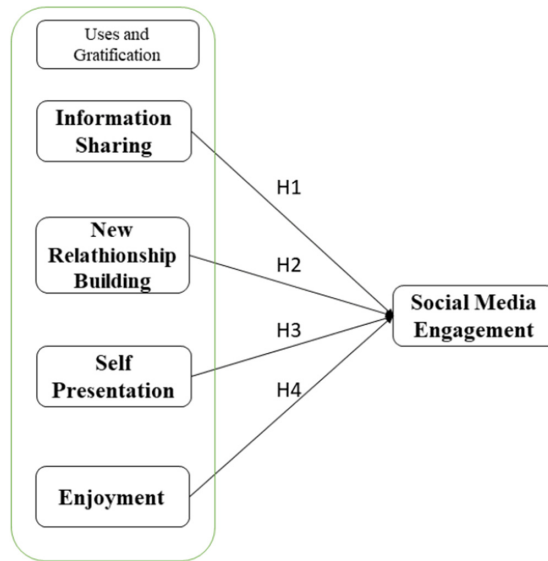 Uses and
Gratification
Information
Sharing
H1
New
Relathionship
Building
H2
Social Media
Engagement
H3
Self
Presentation
H4
Enjoyment